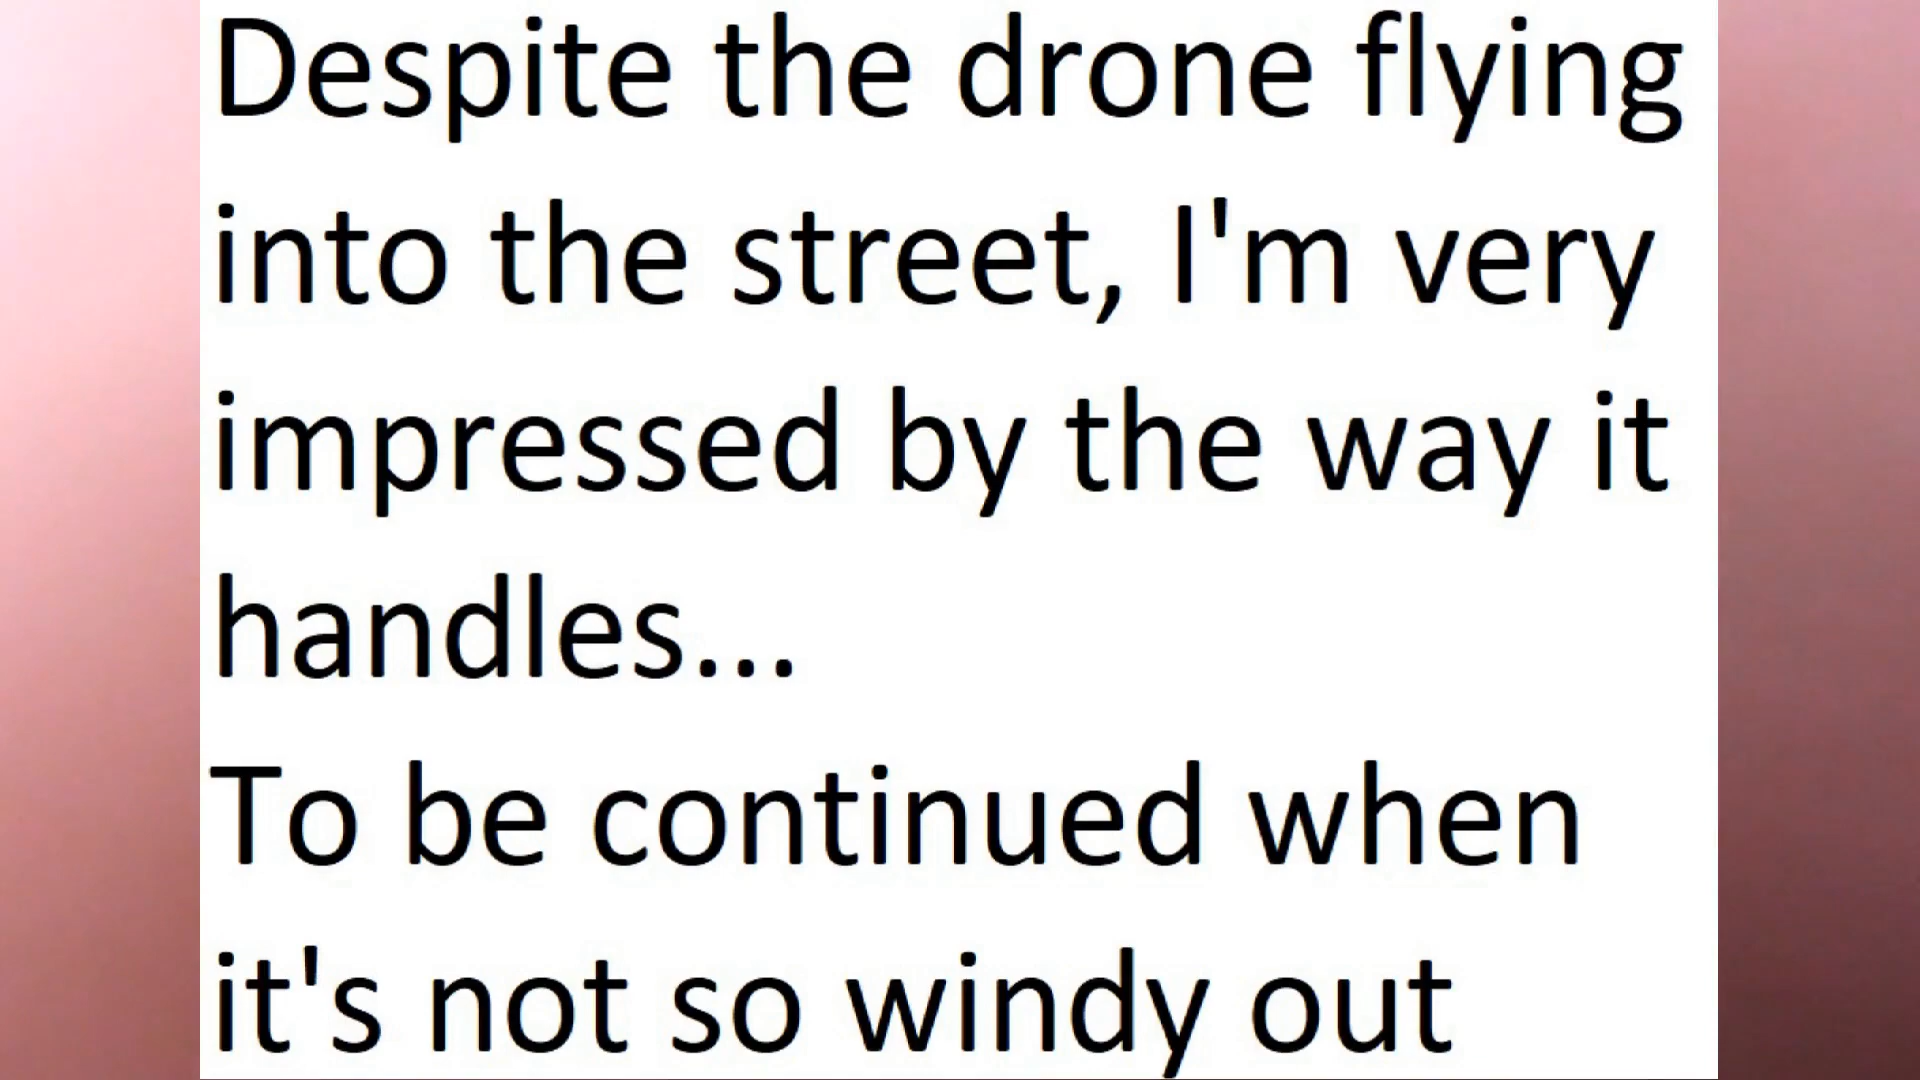 Despite the drone flying
into the street, I'm very
impressed by the way it
handles...
To be continued when
it's not so windy out